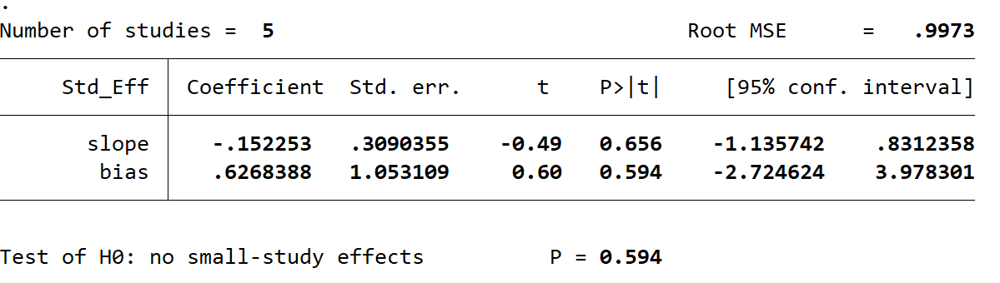 .
Number of studies =  5                                 Root MSE      =   .9973
Std_Eff   Coefficient  Std. err.      t    P>|t|     [95% conf. interval]
slope     -.152253   .3090355    -0.49   0.656    -1.135742    .8312358
bias     .6268388   1.053109     0.60   0.594    -2.724624    3.978301
Test of H0: no small-study effects          P = 0.594